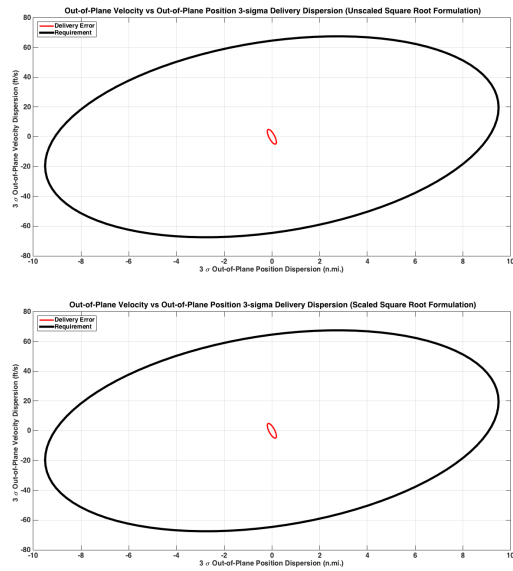 Out-of-Plane Velocity vs Out-of-Plane Position 3-sigma Delivery Dispersion (Unscaled Square Root Formulation)
Delivery Error
Requirement
3 σ Out-of-Plane Velocity Dispersion (ft/s)
80
60
40
20
0
-20
-40
-60
-80
-10 -8 -6 -4 -2 0 2 4 6 8 10
3 σ Out-of-Plane Position Dispersion (n.mi.)
Out-of-Plane Velocity vs Out-of-Plane Position 3-sigma Delivery Dispersion (Scaled Square Root Formulation)
Delivery Error
Requirement
3 σ Out-of-Plane Velocity Dispersion (ft/s)
80
60
40
20
0
-20
-40
-60
-80
-10 -8 -6 -4 -2 0 2 4 6 8 10
3 σ Out-of-Plane Position Dispersion (n.mi.)